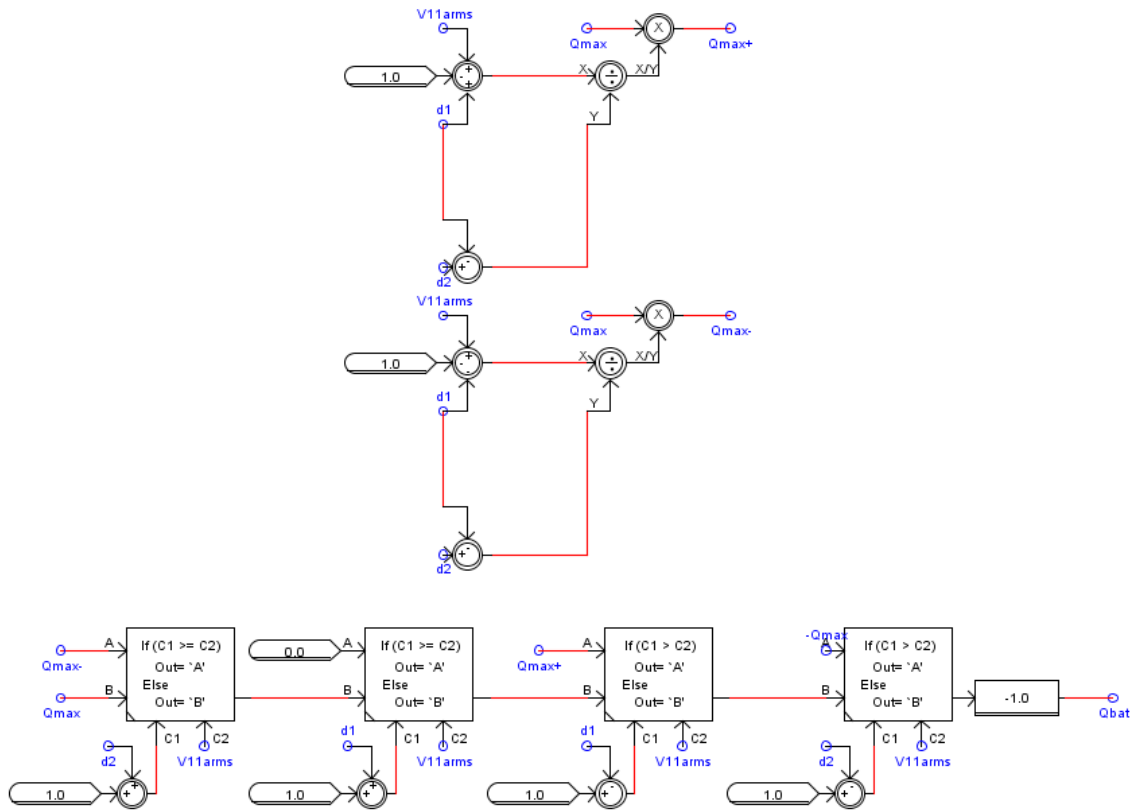 V11arms
Qmax
X
Qmax+
1.0
+
-
+
X
÷
X/Y
d1
Y
-
+
d2
V11arms
Qmax
X
Qmax-
1.0
+
-
-
X
÷
X/Y
d1
Y
-
+
d2
A
If (C1 >= C2)
Out= `A'
Else
Out= `B'
Qmax-
B
Qmax
C1
C2
d2
V11arms
1.0
+
+
0.0
A
If (C1 >= C2)
Out= `A'
Else
Out= `B'
B
C1
C2
d1
V11arms
1.0
+
+
A
If (C1 > C2)
Out= `A'
Else
Out= `B'
Qmax+
B
C1
C2
d1
V11arms
1.0
-
+
-Qmax
A
If (C1 > C2)
Out= `A'
Else
Out= `B'
B
C1
C2
d2
V11arms
1.0
-
+
-1.0
Qbat